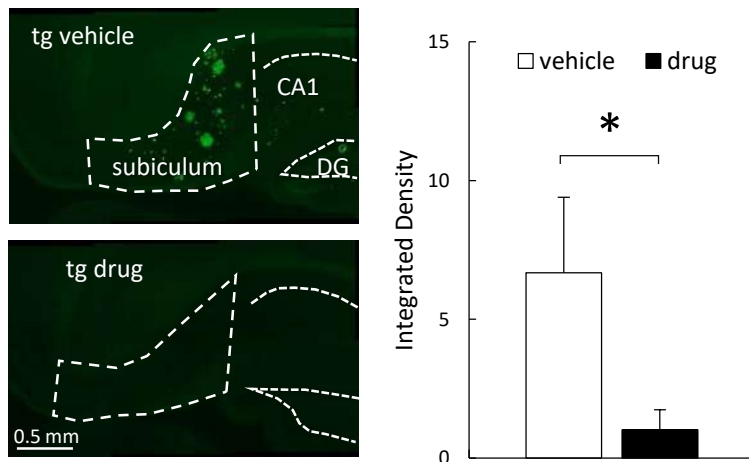 tg vehicle
CA1
subiculum
DG
tg drug
0.5 mm
15
vehicle drug
*
10
Integrated Density
5
0